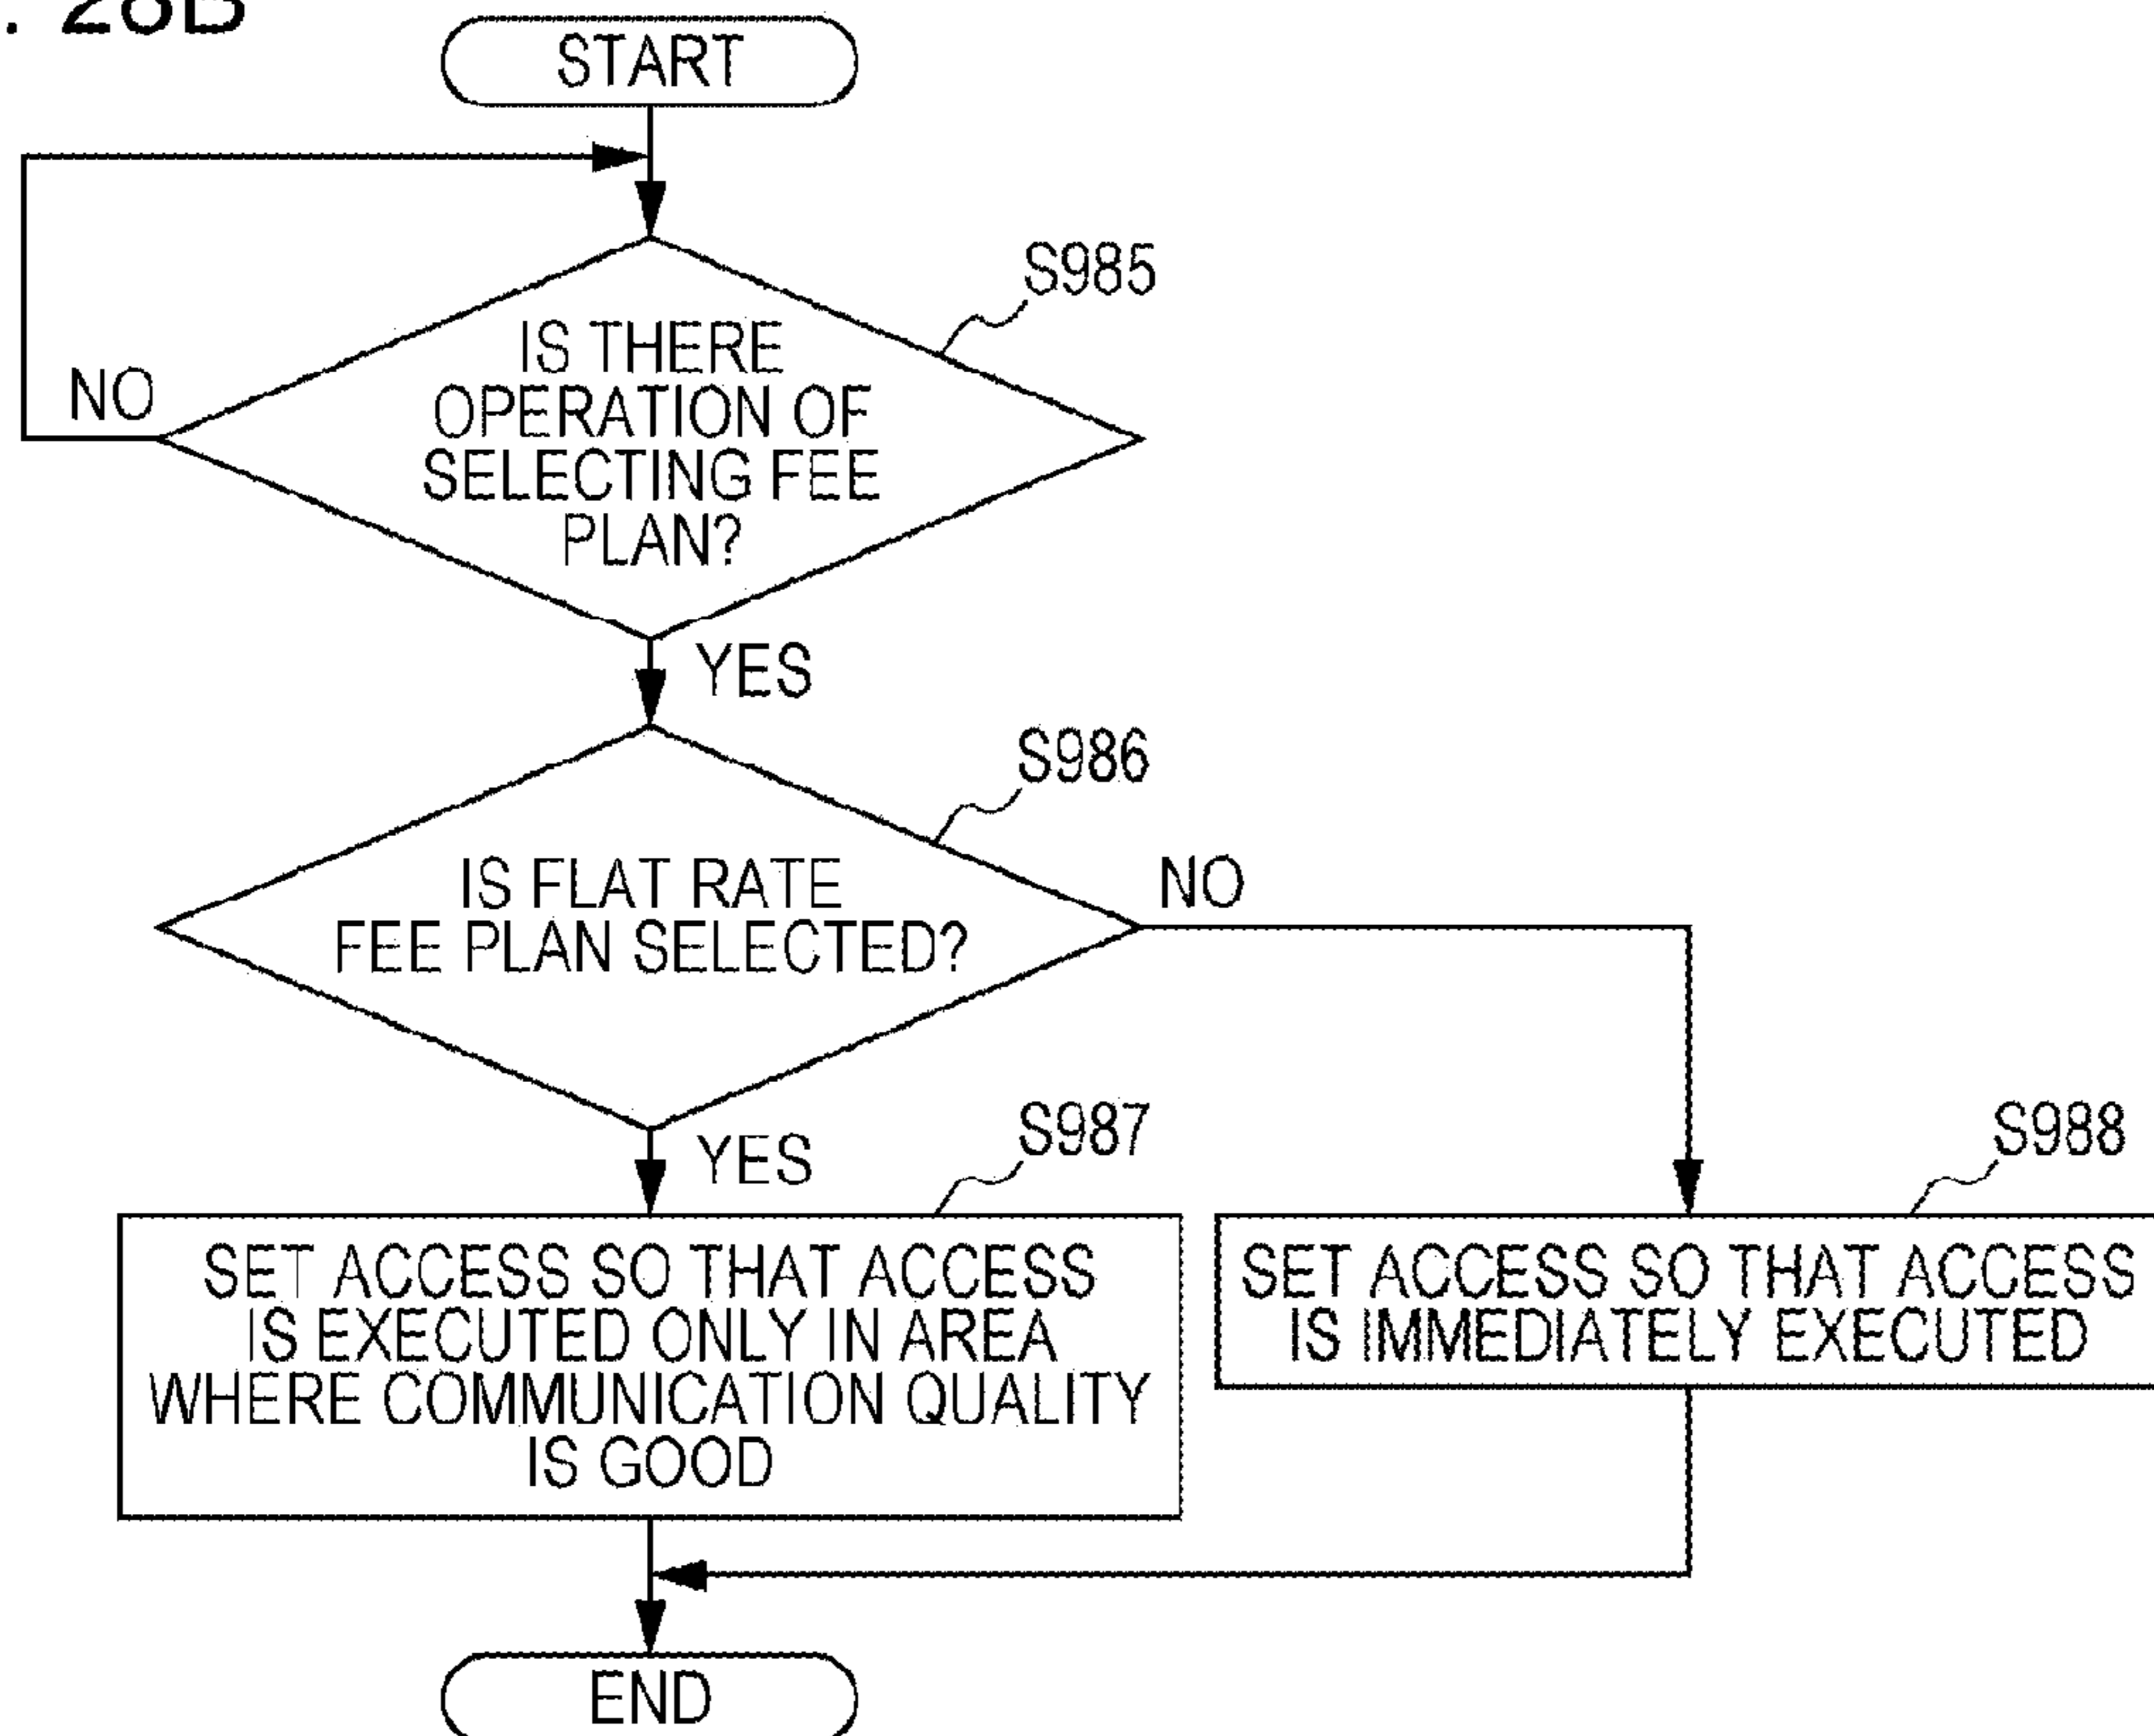 . 28B
START
S985
IS THERE
OPERATION OF
SELECTING FEE
PLAN?
NO
YES
S986
IS FLAT RATE
FEE PLAN SELECTED?
NO
YES
S987
SET ACCESS SO THAT ACCESS
IS EXECUTED ONLY IN AREA
WHERE COMMUNICATION QUALITY
IS GOOD
S988
SET ACCESS SO THAT ACCESS
IS IMMEDIATELY EXECUTED
END